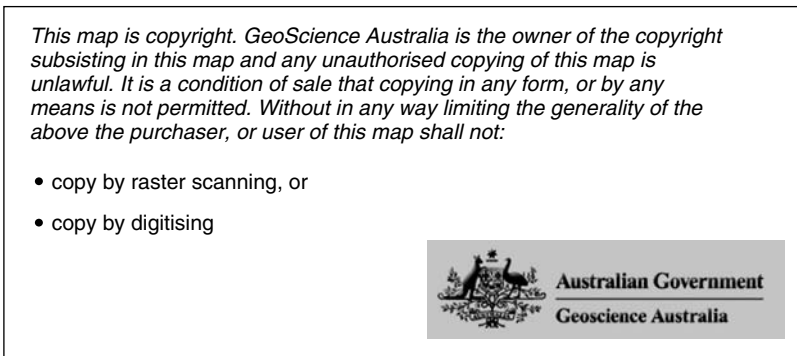 This map is copyright. GeoScience Australia is the owner of the copyright
subsisting in this map and any unauthorised copying of this map is
unlawful. It is a condition of sale that copying in any form, or by any
means is not permitted. Without in any way limiting the generality of the
above the purchaser, or user of this map shall not:
• copy by raster scanning, or
• copy by digitising
Australian Government
Geoscience Australia